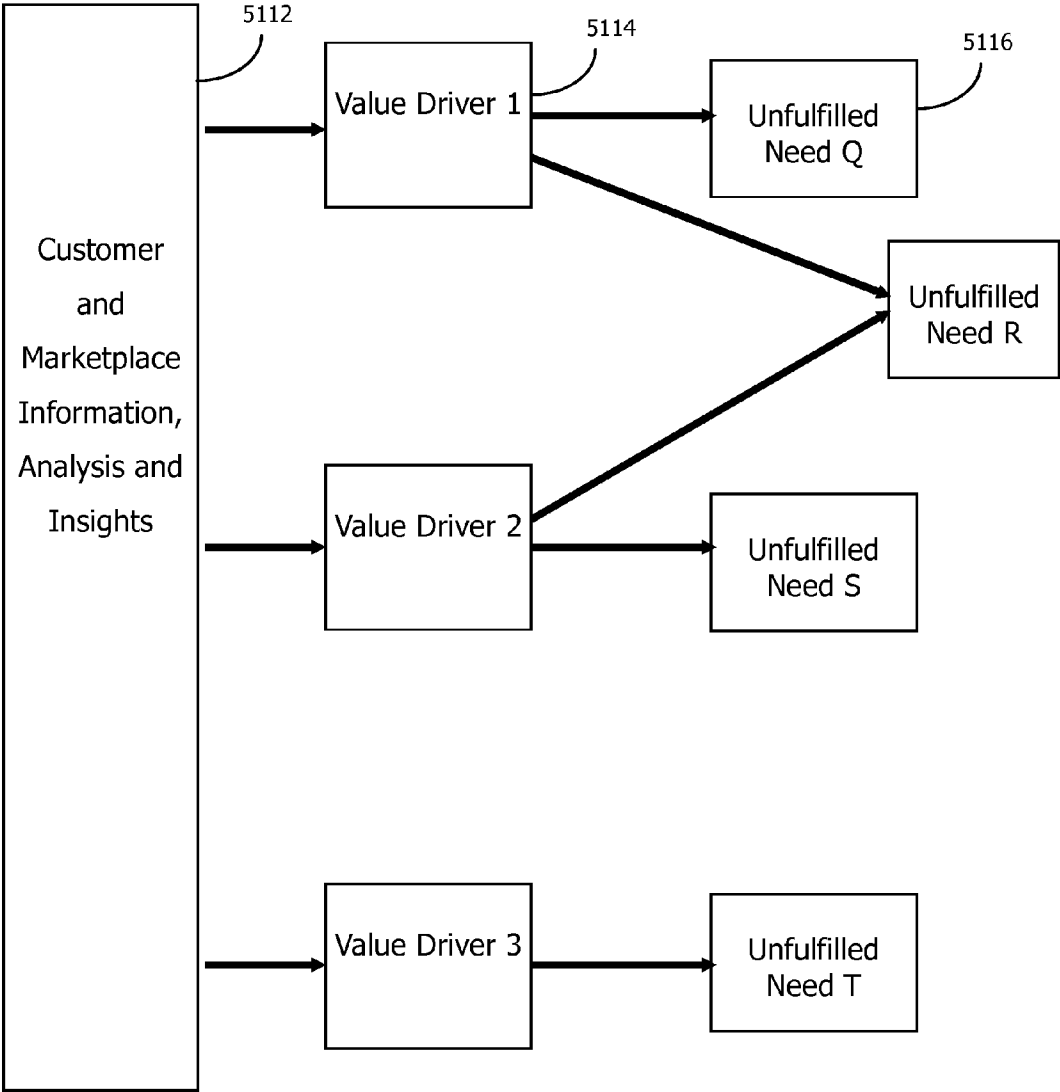 5112
5114
5116
Customer
and
Marketplace
Information,
Analysis and
Insights
Value Driver 1
Unfulfilled
Need Q
Unfulfilled
Need R
Value Driver 2
Unfulfilled
Need S
Value Driver 3
Unfulfilled
Need T